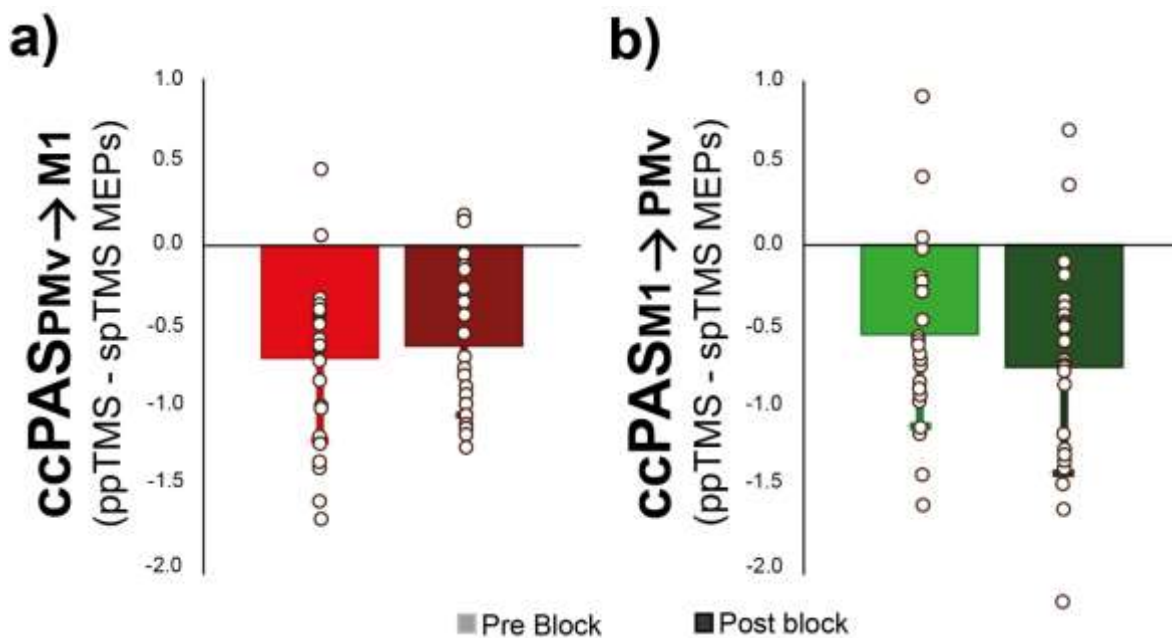 a)
ccPASPMv → M1
(ppTMS - spTMS MEPs)
1.0
0.5
0.0
-0.5
-1.0
-1.5
-2.0
b)
ccPASM1 → PMv
(ppTMS - spTMS MEPs)
1.0
0.5
0.0
-0.5
-1.0
-1.5
-2.0
Pre Block
Post block